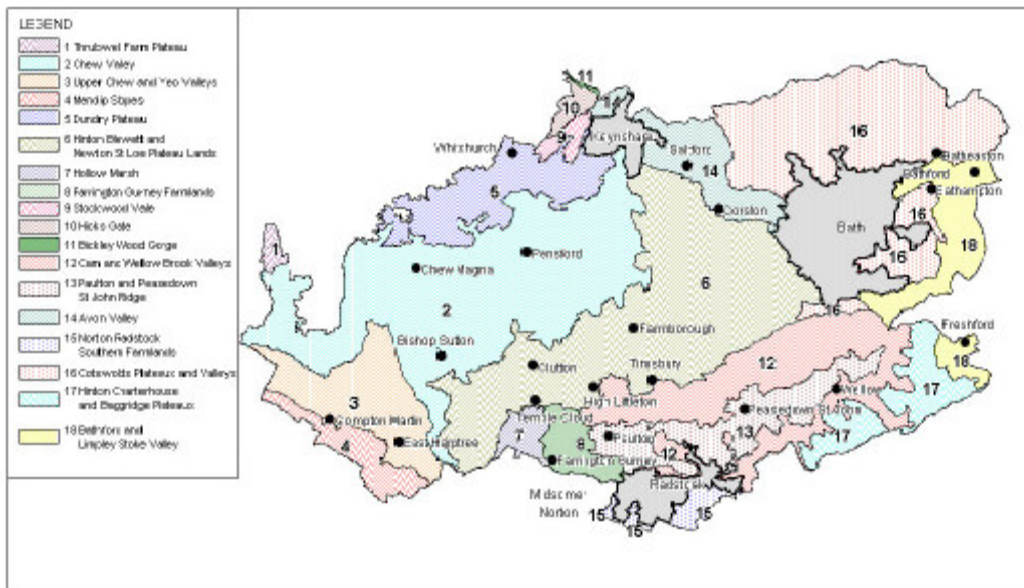 LEGEND
1 Thrubwell Farm Plateau
2 Chew Valley
3 Upper Chew and Yeo Valleys
4 Mendip Slopes
5 Dundry Plateau
6 Hinton Blewett and
Newton St Loe Plateau Lands
7 Hollow Marsh
8 Farrington Gurney Farmlands
9 Stockwood Vale
10 Hicks Gate
11 Bickley Wood Gorge
12 Cam and Wellow Brook Valleys
13 Paulton and Peasedown
St John Ridge
14 Avon Valley
15 Norton Radstock
Southern Farmlands
16 Cotswolds Plateaux and Valleys
17 Hinton Charterhouse
and Baggridge Plateaux
18 Bathford and
Limpley Stoke Valley
11
10
14
9
Keynsham
16
Whitchurch
Saltford
14
Batheaston
Bathford
Bathampton
5
5
Corston
16
Bath
18
1
Pensford
16
Chew Magna
6
2
16
Farmborough
Freshford
Bishop Sutton
Clutton
Timsbury
12
18
17
High Littleton
Wellow
3
Compton Martin
Temple Cloud
Peasedown St John
4
East Harptree
7
8
Paulton
13
17
12
Farrington Gurney
Radstock
Midsomer
Norton
15
15
15